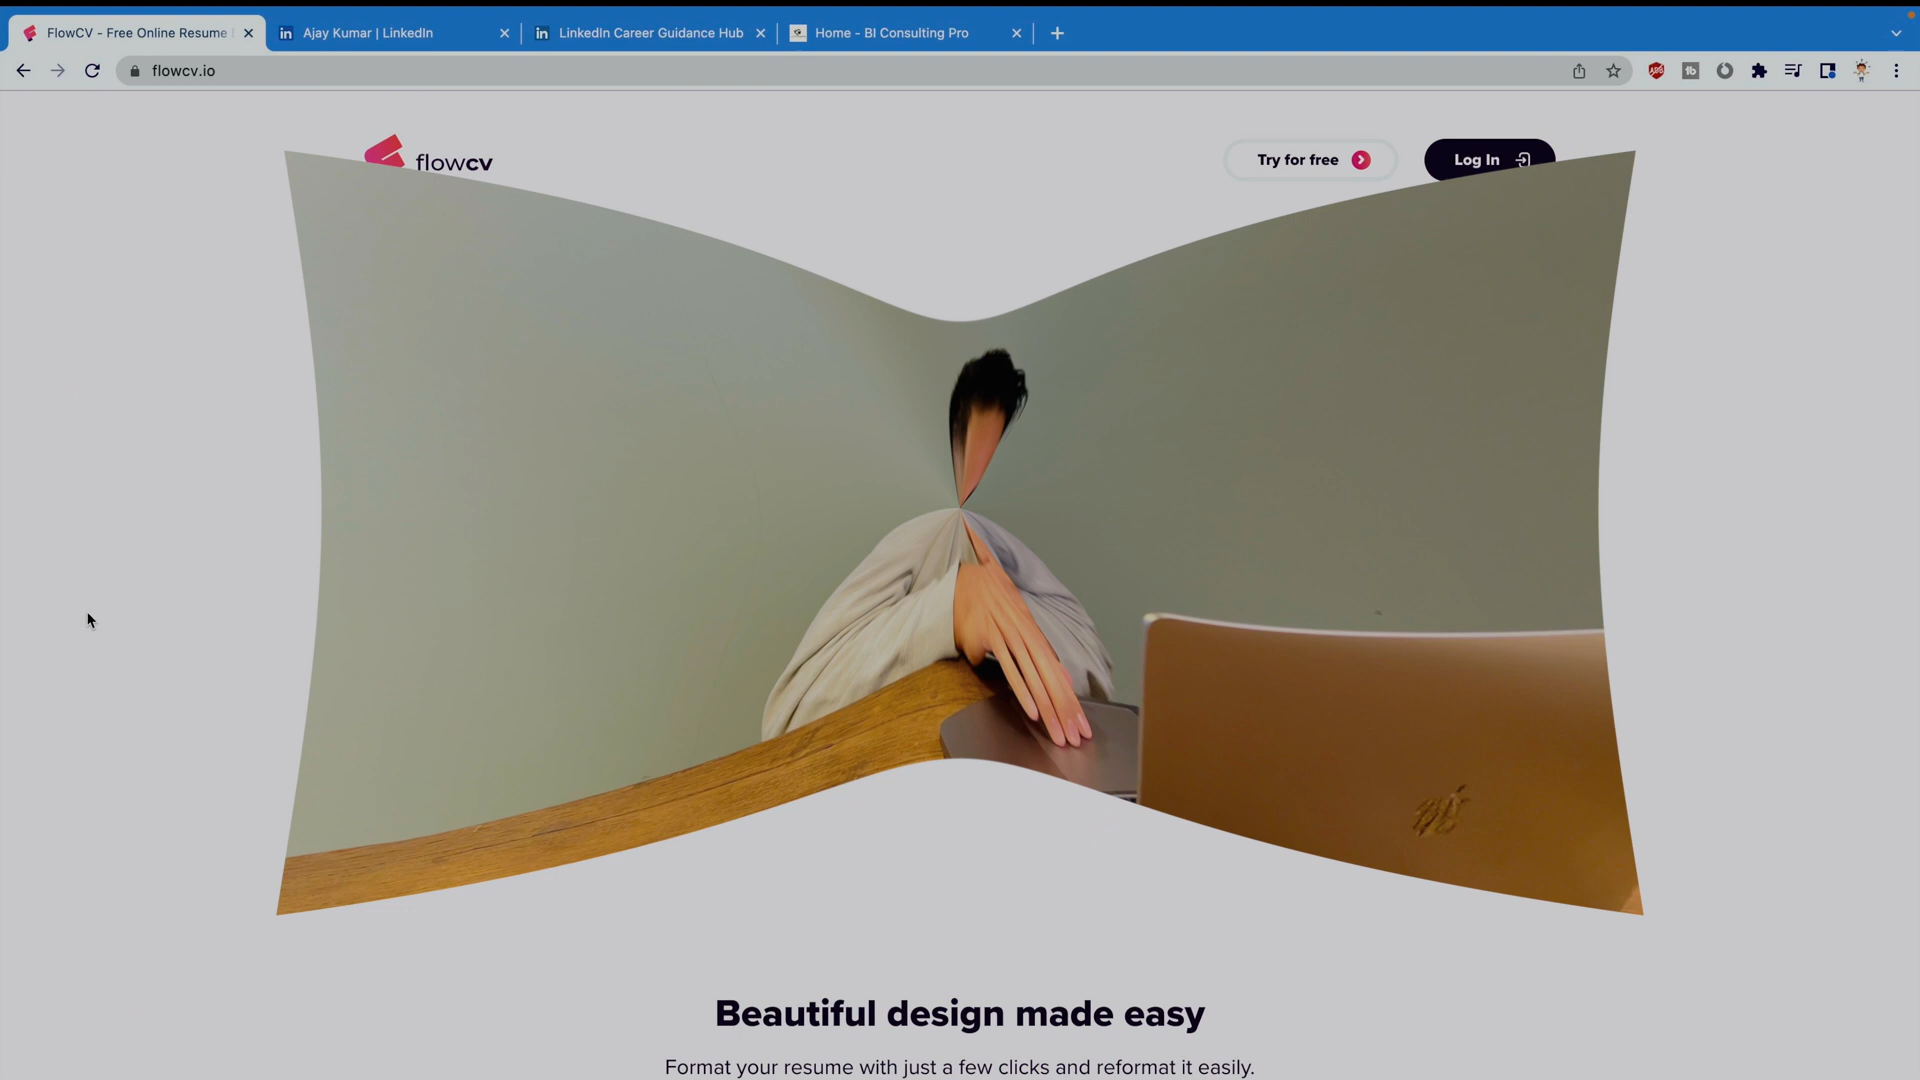 FlowCV - Free Online Resume
Ajay Kumar | LinkedIn
LinkedIn Career Guidance Hub
Home - BI Consulting Pro
flowcv.io
flowcv
Try for free
Log In
Beautiful design made easy
Format your resume with just a few clicks and reformat it easily.